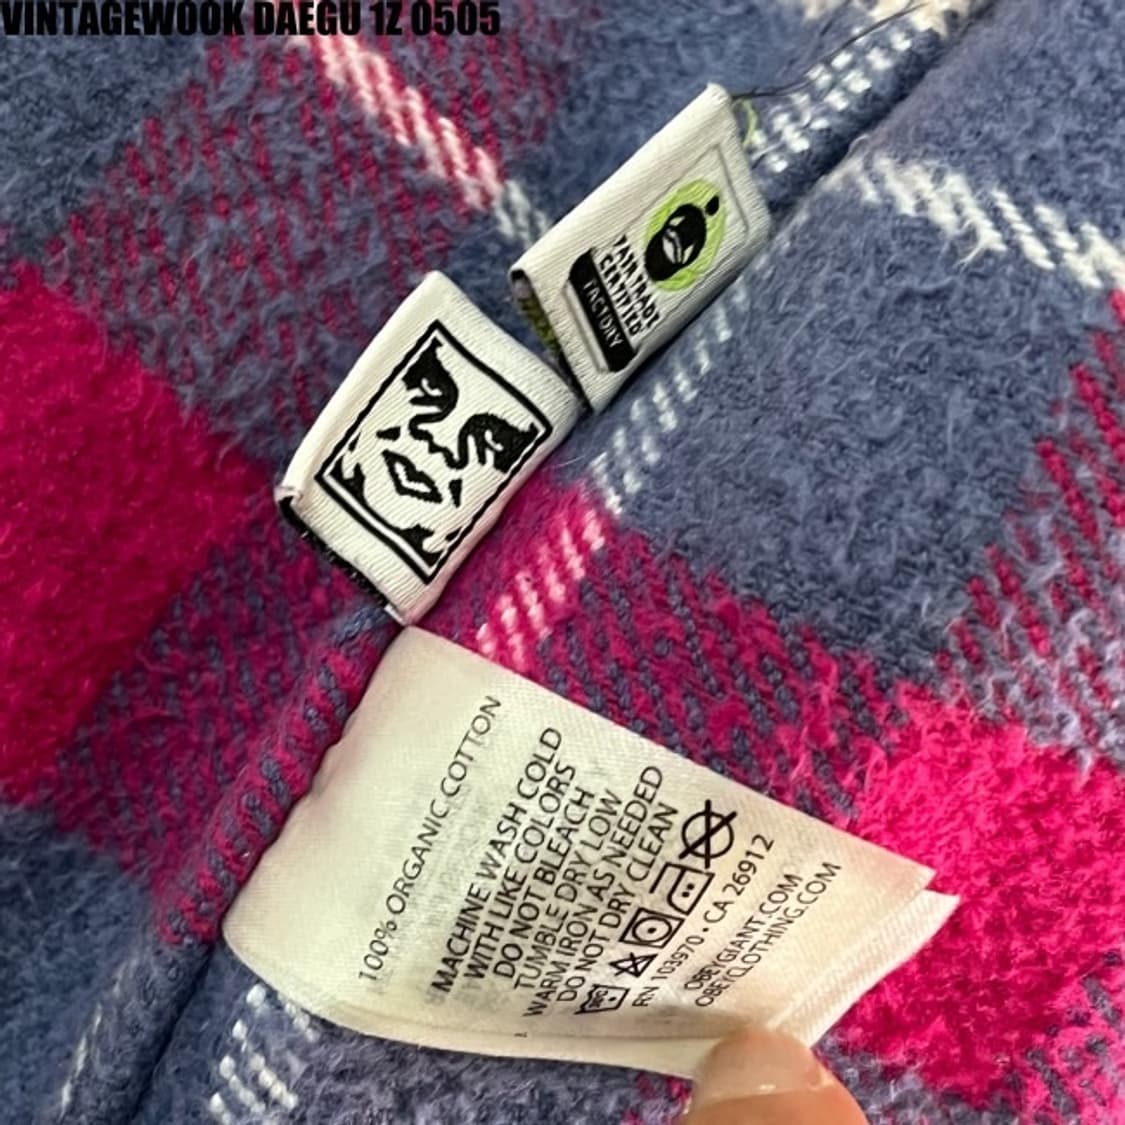 VINTAGEWOOK DAEGU 1Z 0505
FAIR TRADE
CERTIFIED
FACTORY
100% ORGANIC COTTON
MACHINE WASH COLD
WITH LIKE COLORS
DO NOT BLEACH
TUMBLE DRY LOW
WARM IRON AS NEEDED
DO NOT DRY CLEAN
RN 103970 • CA 26912
OBEYGIANT.COM
OBEYCLOTHING.COM